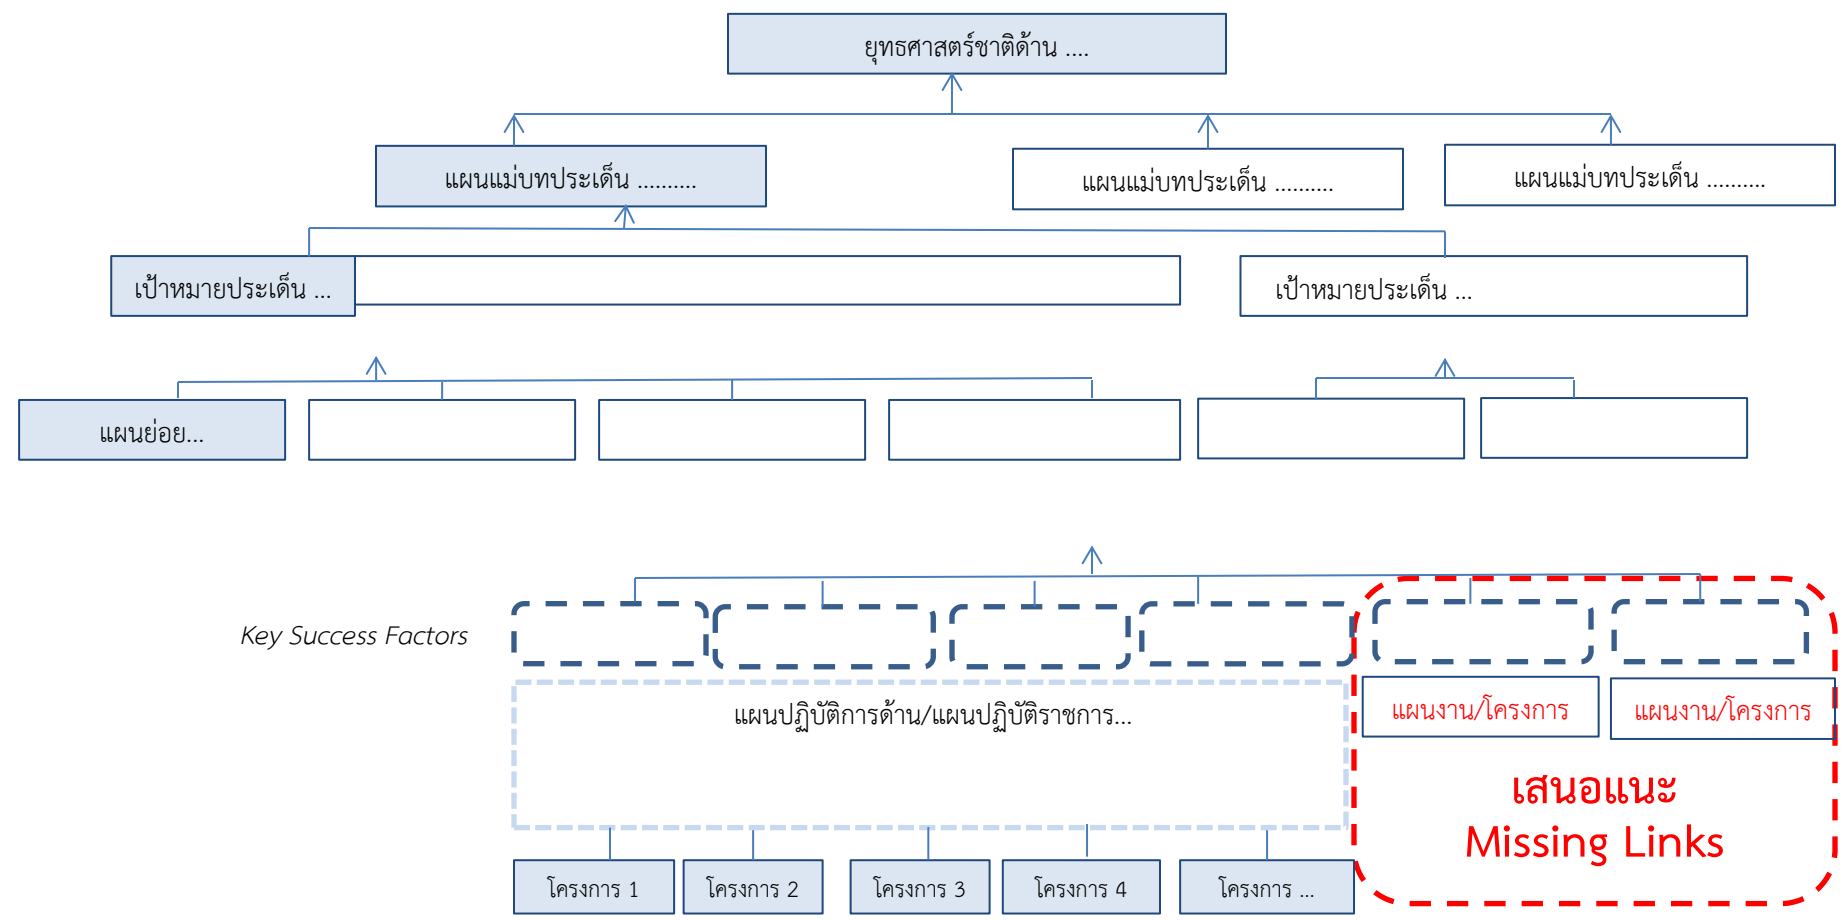 ยุทธศาสตร์ชาติด้าน ....
แผนแม่บทประเด็น ..........
แผนแม่บทประเด็น ..........
แผนแม่บทประเด็น ..........
เป้าหมายประเด็น ...
เป้าหมายประเด็น ...
แผนย่อย...
Key Success Factors
แผนปฏิบัติการด้าน/แผนปฏิบัติราชการ...
แผนงาน/โครงการ
แผนงาน/โครงการ
เสนอแนะ
Missing Links
โครงการ 1
โครงการ 2
โครงการ 3
โครงการ 4
โครงการ ...